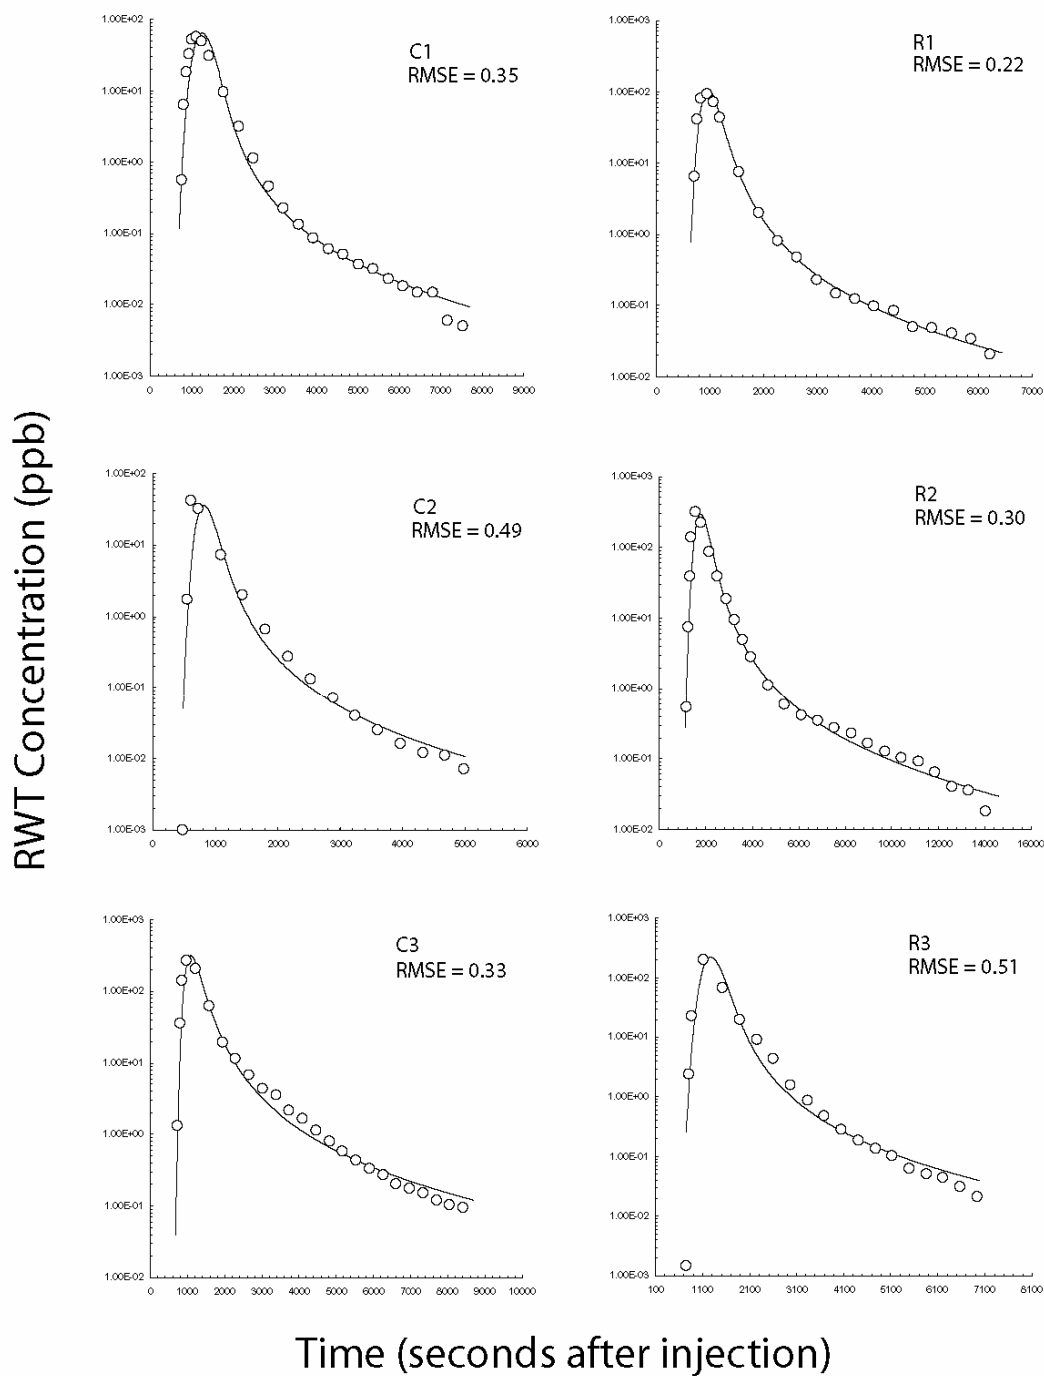 RWT Concentration (ppb)
1.00E+02
1.00E+01
1.00E+00
1.00E-01
1.00E-02
1.00E-03
0 1000 2000 3000 4000 5000 6000 7000 8000 9000
C1
RMSE = 0.35
1.00E+03
1.00E+02
1.00E+01
1.00E+00
1.00E-01
1.00E-02
0 1000 2000 3000 4000 5000 6000 7000
R1
RMSE = 0.22
1.00E+02
1.00E+01
1.00E+00
1.00E-01
1.00E-02
1.00E-03
0 1000 2000 3000 4000 5000 6000
C2
RMSE = 0.49
1.00E+03
1.00E+02
1.00E+01
1.00E+00
1.00E-01
1.00E-02
0 2000 4000 6000 8000 10000 12000 14000 16000
R2
RMSE = 0.30
1.00E+03
1.00E+02
1.00E+01
1.00E+00
1.00E-01
1.00E-02
0 1000 2000 3000 4000 5000 6000 7000 8000 9000 10000
C3
RMSE = 0.33
1.00E+03
1.00E+02
1.00E+01
1.00E+00
1.00E-01
1.00E-02
1.00E-03
100 1100 2100 3100 4100 5100 6100 7100 8100
R3
RMSE = 0.51
Time (seconds after injection)